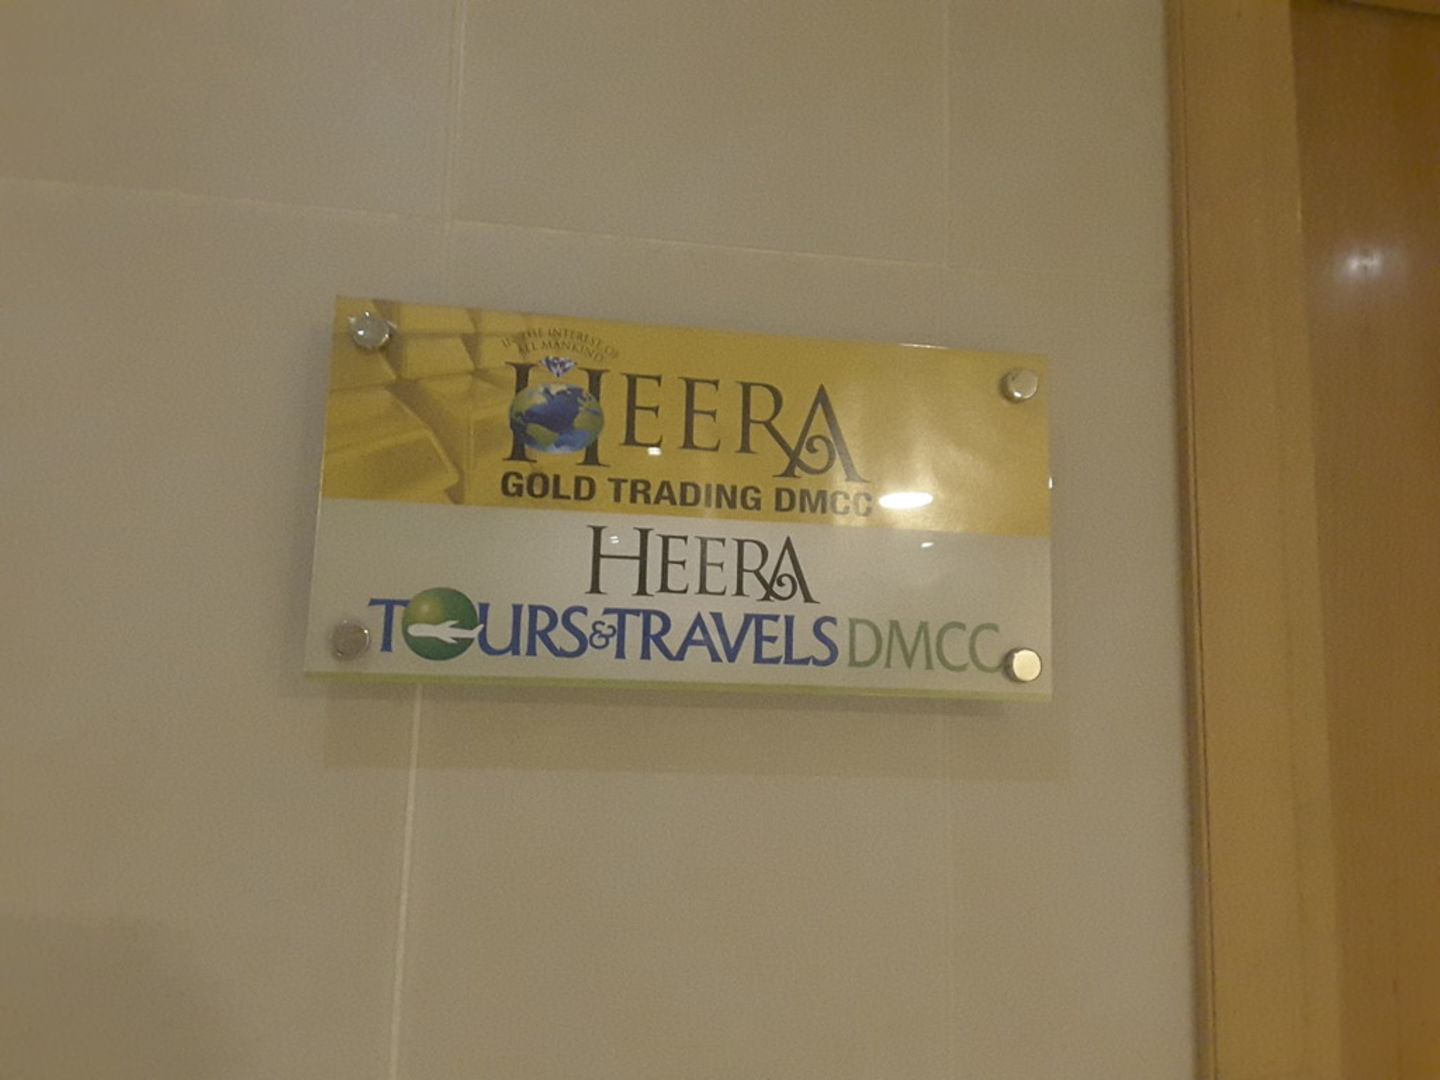 IN THE INTEREST OF
ALL MANKIND
HEERA
GOLD TRADING DMCC
HEERA
TOURS & TRAVELS DMCC